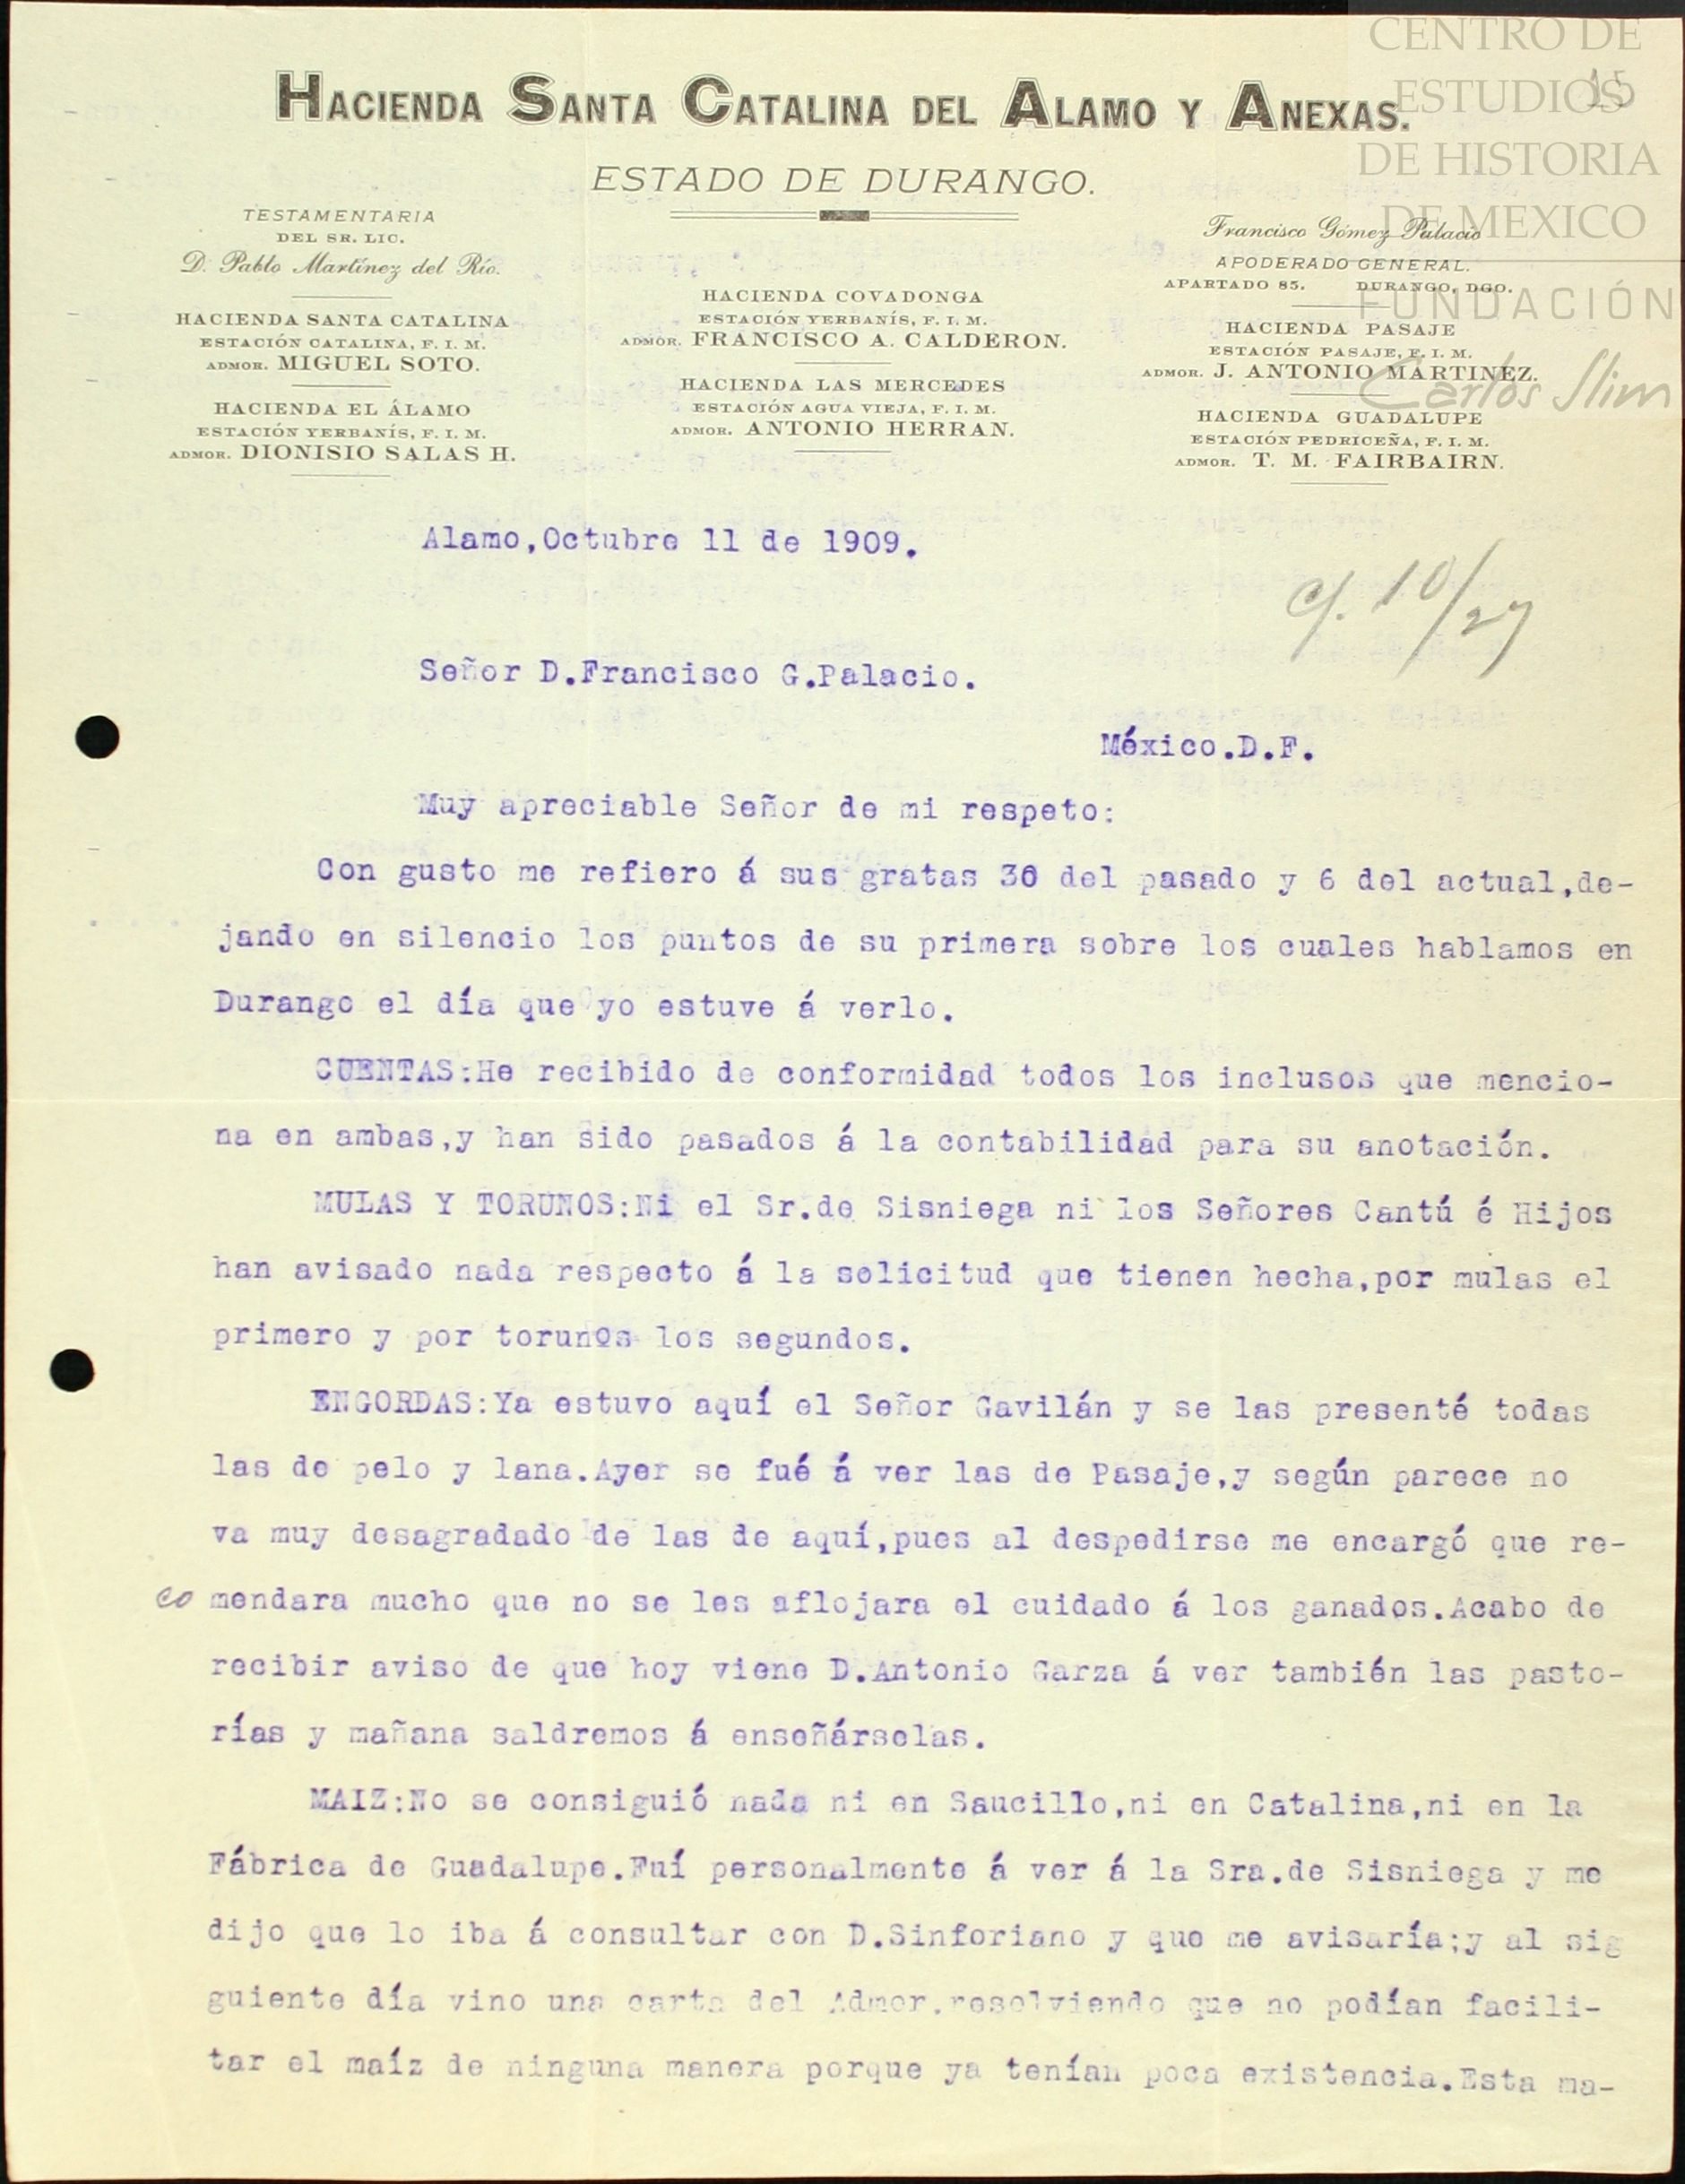 CENTRO DE
ESTUDIOS
DE HISTORIA
DE MEXICO
FUNDACIÓN
Carlos Slim
15
HACIENDA SANTA CATALINA DEL ALAMO Y ANEXAS.
ESTADO DE DURANGO.
TESTAMENTARIA
DEL SR. LIC.
D. Pablo Martínez del Río.
HACIENDA SANTA CATALINA
ESTACIÓN CATALINA, F. I. M.
ADMOR. MIGUEL SOTO.
HACIENDA EL ÁLAMO
ESTACIÓN YERBANÍS, F. I. M.
ADMOR. DIONISIO SALAS H.
HACIENDA COVADONGA
ESTACIÓN YERBANÍS, F. I. M.
ADMOR. FRANCISCO A. CALDERON.
HACIENDA LAS MERCEDES
ESTACIÓN AGUA VIEJA, F. I. M.
ADMOR. ANTONIO HERRAN.
Francisco Gómez Palacio
APODERADO GENERAL.
APARTADO 85. DURANGO, DGO.
HACIENDA PASAJE
ESTACIÓN PASAJE, F. I. M.
ADMOR. J. ANTONIO MARTINEZ.
HACIENDA GUADALUPE
ESTACIÓN PEDRICEÑA, F. I. M.
ADMOR. T. M. FAIRBAIRN.
Alamo,Octubre 11 de 1909.
c/. 10/27
Señor D.Francisco G.Palacio.
México.D.F.
Muy apreciable Señor de mi respeto:
Con gusto me refiero á sus gratas 30 del pasado y 6 del actual,de-
jando en silencio los puntos de su primera sobre los cuales hablamos en
Durango el día que yo estuve á verlo.
CUENTAS:He recibido de conformidad todos los inclusos que mencio-
na en ambas,y han sido pasados á la contabilidad para su anotación.
MULAS Y TORUNOS:Ni el Sr.de Sisniega ni los Señores Cantú é Hijos
han avisado nada respecto á la solicitud que tienen hecha,por mulas el
primero y por torunos los segundos.
ENGORDAS:Ya estuvo aquí el Señor Gavilán y se las presenté todas
las de pelo y lana.Ayer se fué á ver las de Pasaje,y según parece no
va muy desagradado de las de aquí,pues al despedirse me encargó que re-
co mendara mucho que no se les aflojara el cuidado á los ganados.Acabo de
recibir aviso de que hoy viene D.Antonio Garza á ver también las pasto-
rías y mañana saldremos á enseñárselas.
MAIZ:No se consiguió nada ni en Saucillo,ni en Catalina,ni en la
Fábrica de Guadalupe.Fuí personalmente á ver á la Sra.de Sisniega y me
dijo que lo iba á consultar con D.Sinforiano y que me avisaría;y al sig
guiente día vino una carta del Admor.resolviendo que no podían facili-
tar el maíz de ninguna manera porque ya tenían poca existencia.Esta ma-